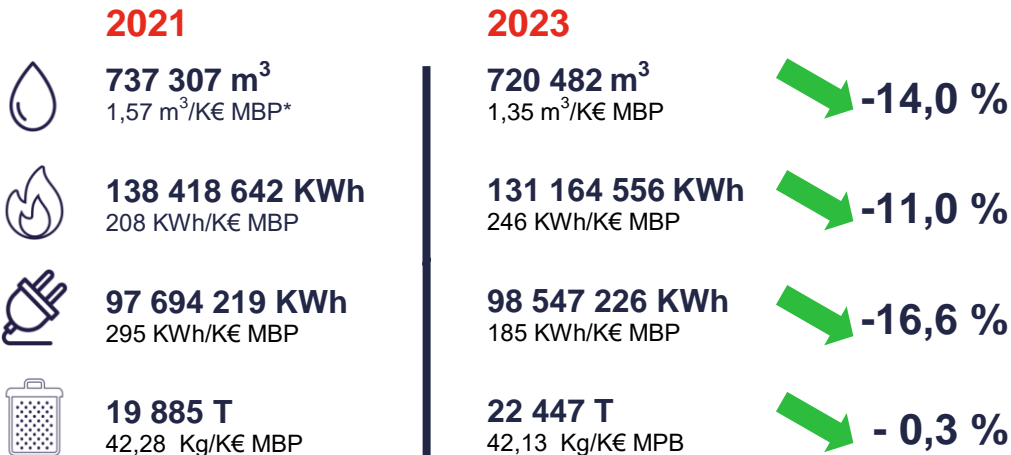 2021
2023
737 307 m³
1,57 m³/K€ MBP*
720 482 m³
1,35 m³/K€ MBP
-14,0 %
138 418 642 KWh
208 KWh/K€ MBP
131 164 556 KWh
246 KWh/K€ MBP
-11,0 %
97 694 219 KWh
295 KWh/K€ MBP
98 547 226 KWh
185 KWh/K€ MBP
-16,6 %
19 885 T
42,28 Kg/K€ MBP
22 447 T
42,13 Kg/K€ MPB
- 0,3 %